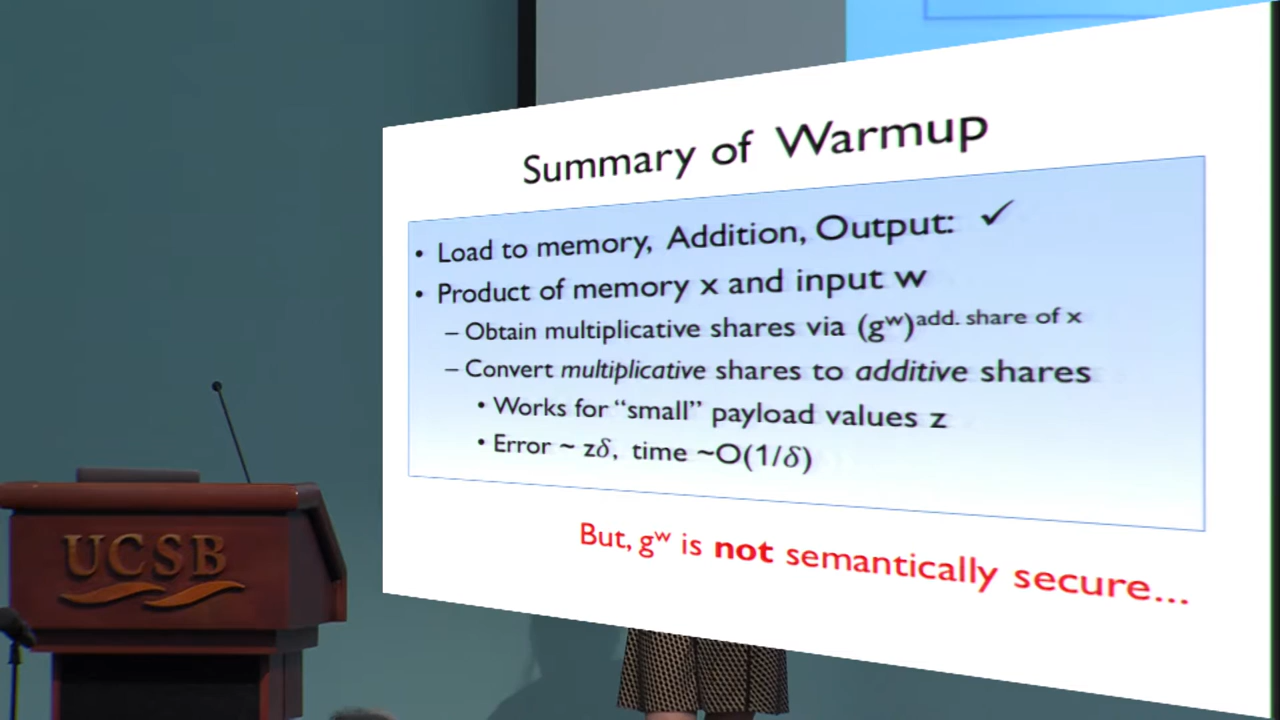 Summary of Warmup
• Load to memory, Addition, Output: ✓
• Product of memory x and input w
– Obtain multiplicative shares via (gʷ)ᵃᵈᵈ· ˢʰᵃʳᵉ ᵒᶠ ˣ
– Convert multiplicative shares to additive shares
• Works for “small” payload values z
• Error ~ zδ, time ~O(1/δ)
But, gʷ is not semantically secure...
UCSB